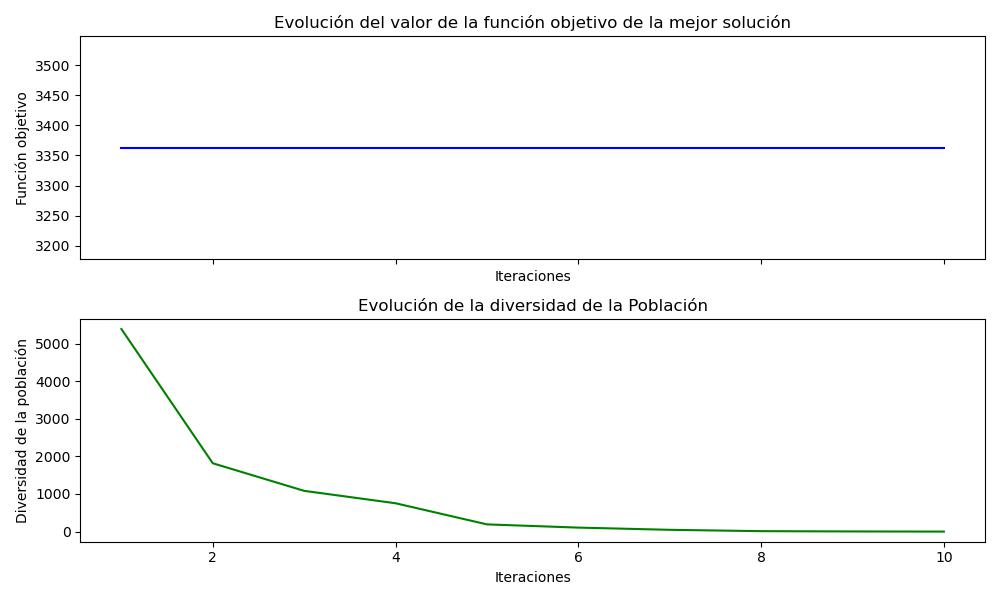 Evolución del valor de la función objetivo de la mejor solución
Función objetivo
3500
3450
3400
3350
3300
3250
3200
Iteraciones
Evolución de la diversidad de la Población
Diversidad de la población
5000
4000
3000
2000
1000
0
2 4 6 8 10
Iteraciones